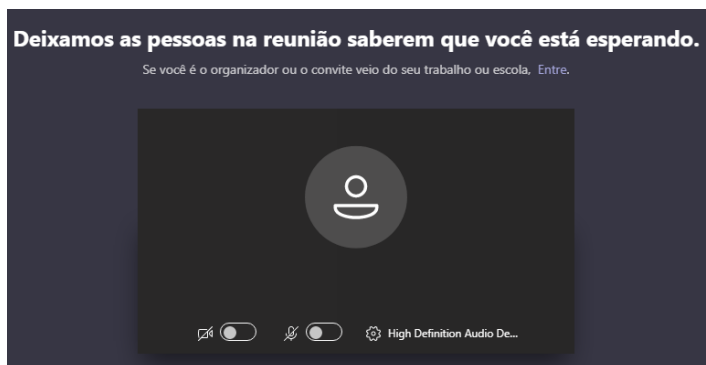 Deixamos as pessoas na reunião saberem que você está esperando.
Se você é o organizador ou o convite veio do seu trabalho ou escola, Entre.
High Definition Audio De...